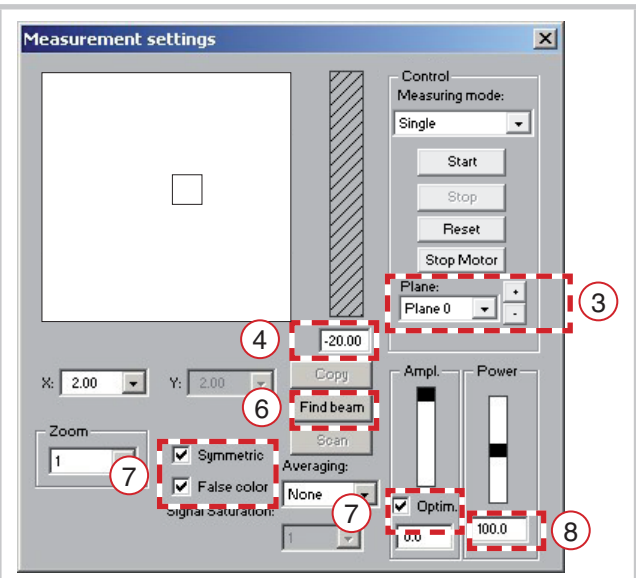 Measurement settings
Control
Measuring mode:
Single
Start
Stop
Reset
Stop Motor
Plane:
+
Plane 0
-
3
4
-20.00
X: 2.00
Y: 2.00
Copy
6
Find beam
Scan
Ampl.
Power
Zoom
1
7
Symmetric
False color
Averaging:
None
7
Optim.
Signal Saturation:
1
0.0
100.0
8